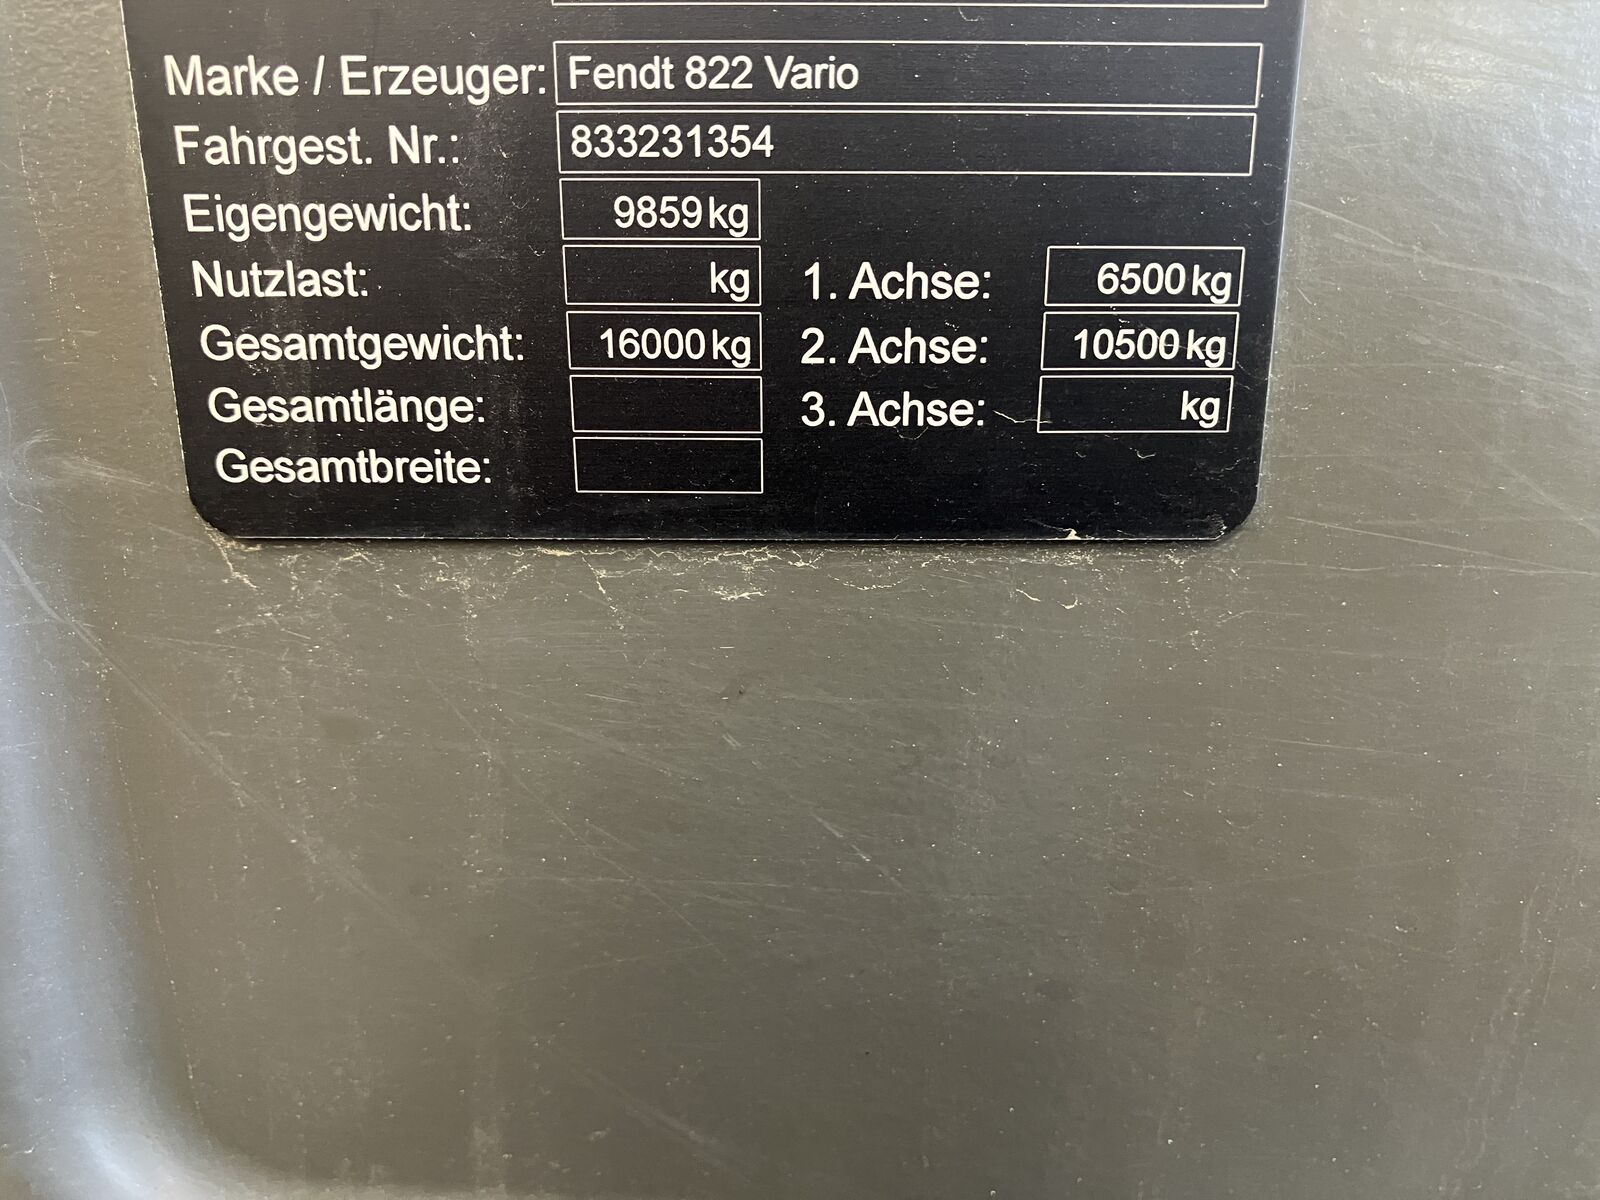 Marke / Erzeuger: Fendt 822 Vario
Fahrgest. Nr.: 833231354
Eigengewicht: 9859 kg
Nutzlast: kg 1. Achse: 6500 kg
Gesamtgewicht: 16000 kg 2. Achse: 10500 kg
Gesamtlänge: 3. Achse: kg
Gesamtbreite: